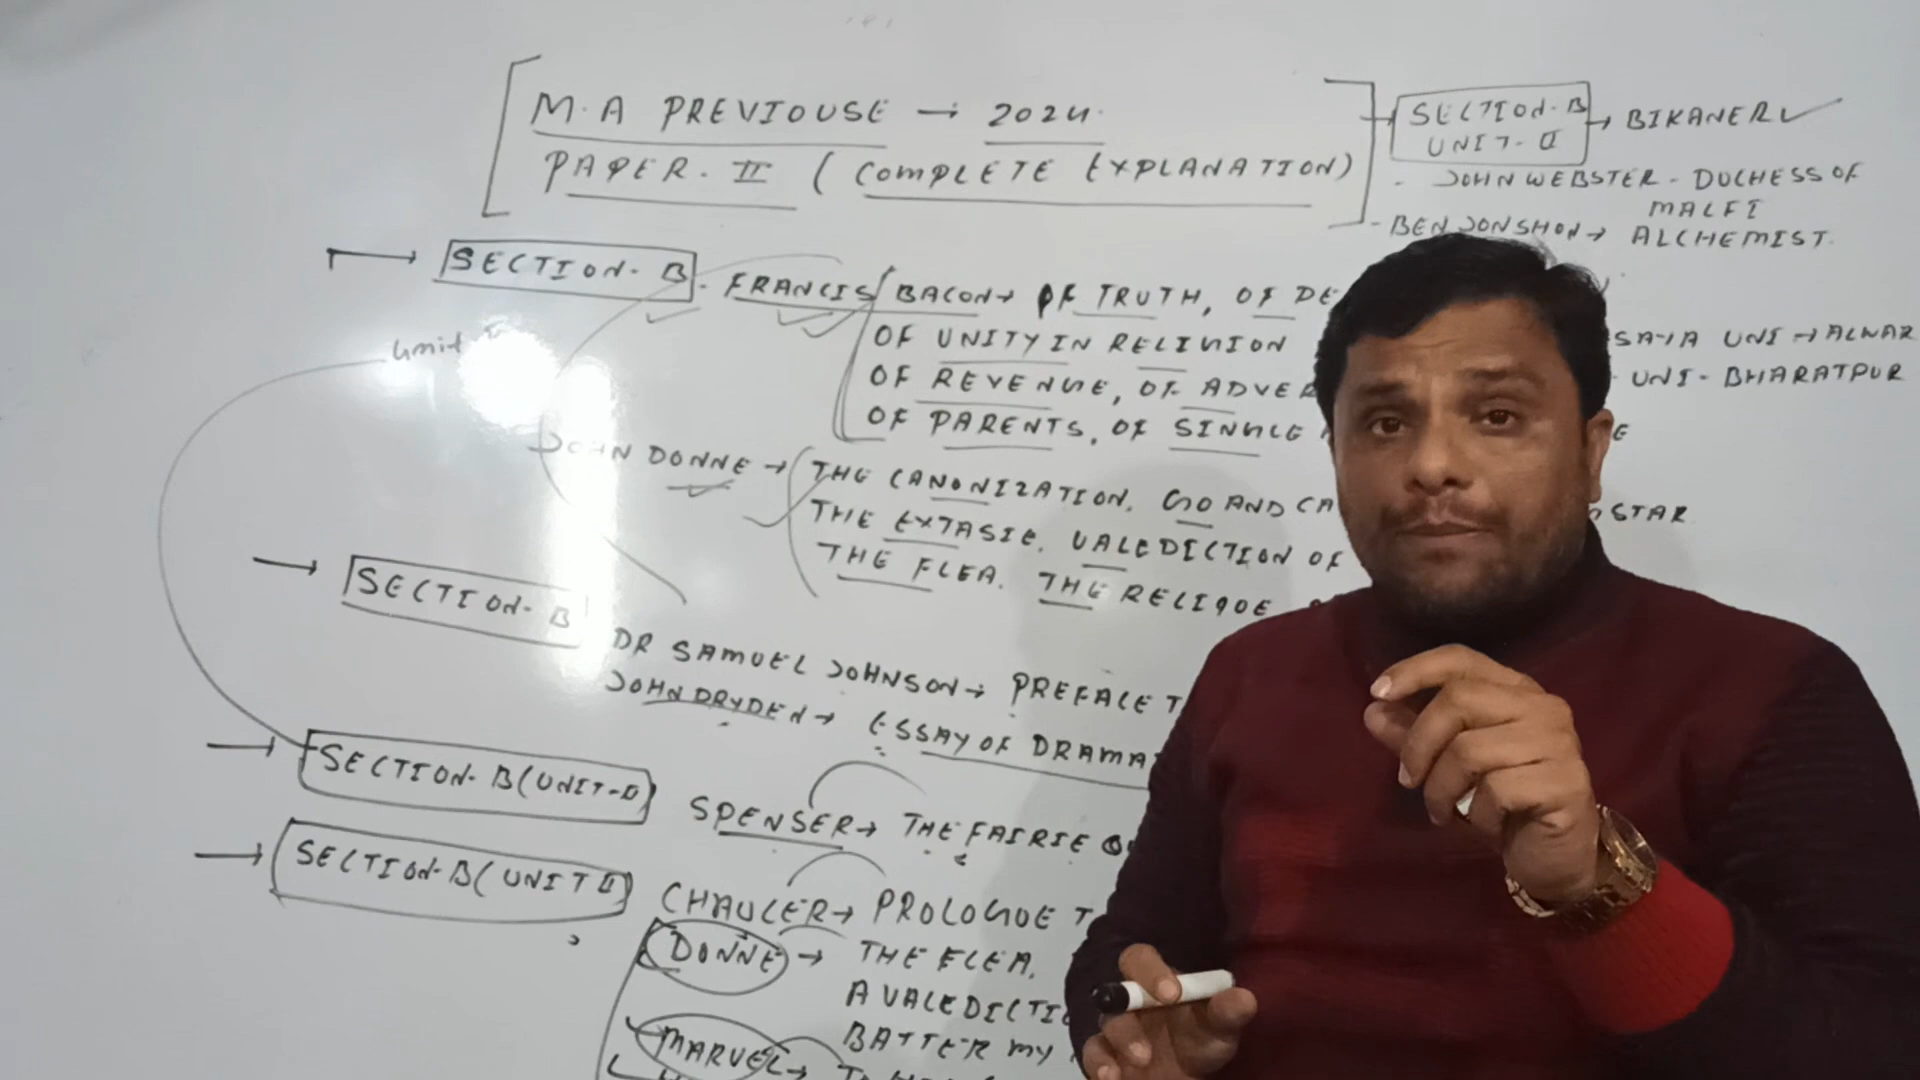 M.A PREVIOUSE → 2024.
PAPER. II (COMPLETE EXPLANATION)
SECTION-B
UNIT-II
→ BIKANER
- JOHN WEBSTER - DUCHESS OF
MALFI
- BEN JONSHON → ALCHEMIST.
SECTION-B - FRANCIS BACON → OF TRUTH, OF DE
OF UNITY IN RELIGION
OF REVENGE, OF ADVER
OF PARENTS, OF SINGLE
SAYA UNI → ALWAR
UNI - BHARATPUR
Unit
JOHN DONNE → THE CANONIZATION, GO AND CA
STAR
THE EXTASIE. VALEDICTION OF
THE FLEA. THE RELIQUE
SECTION-B
DR SAMUEL JOHNSON → PREFACE T
JOHN DRYDEN → ESSAY OF DRAMA
SECTION-B (UNIT-II)
SPENSER → THE FAIRIE
SECTION-B (UNIT II)
CHAUCER → PROLOGUE T
DONNE → THE FLEA.
A VALEDICTI
BATTER MY
MARVEL →